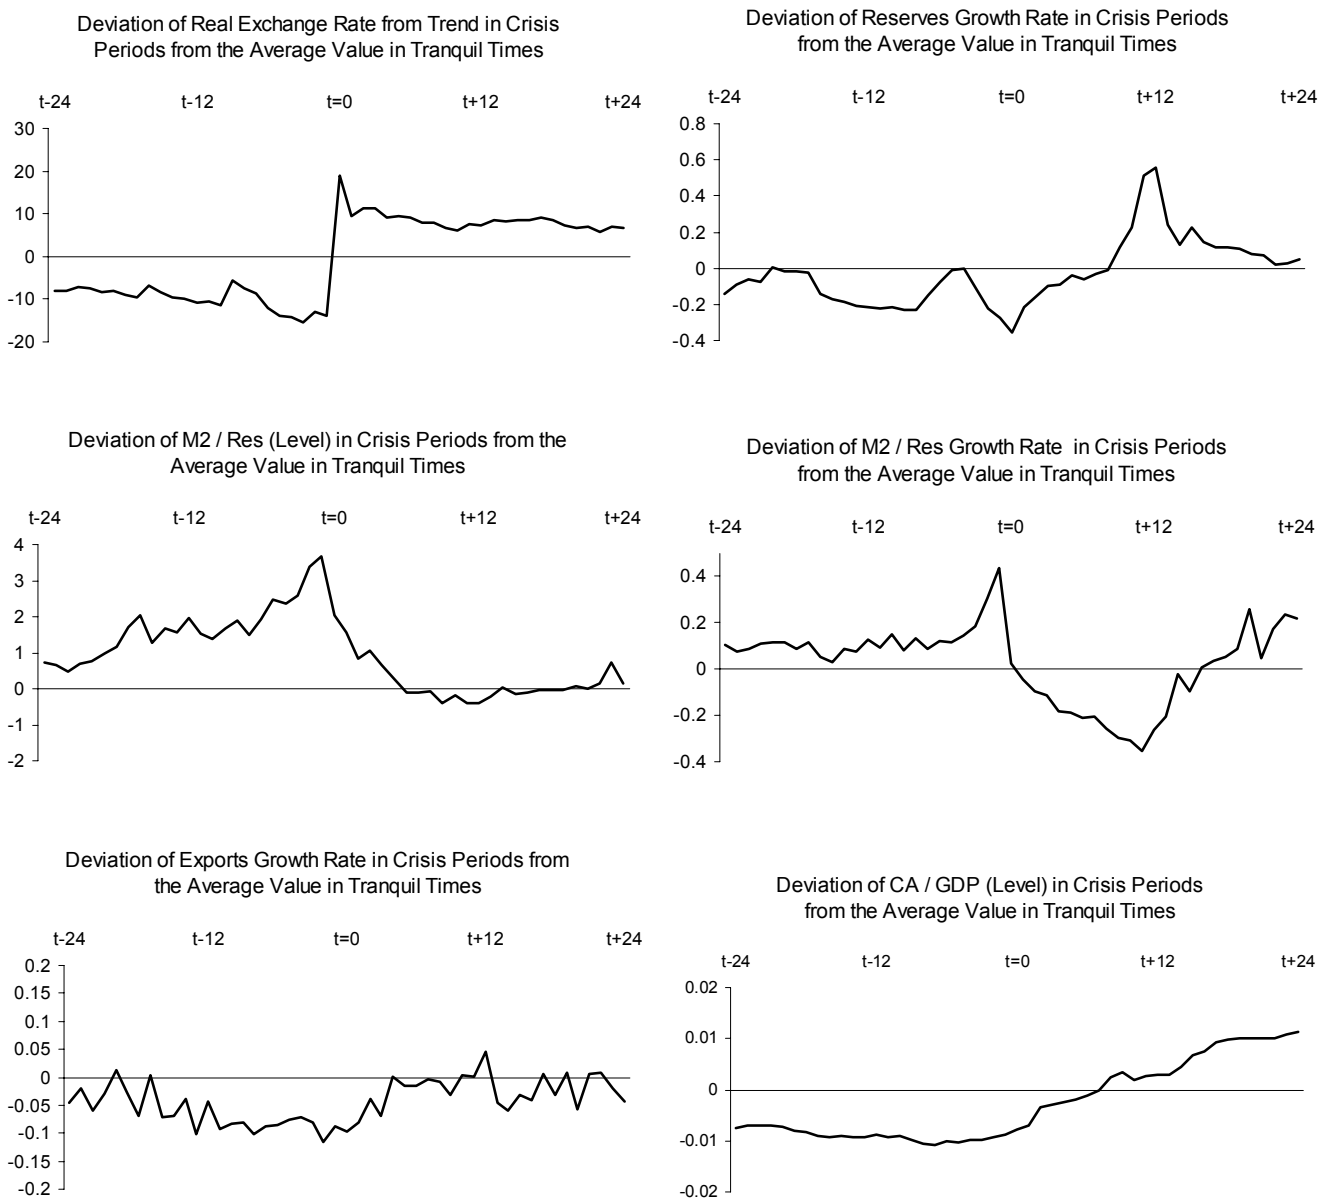 Deviation of Real Exchange Rate from Trend in Crisis
Periods from the Average Value in Tranquil Times
t-24 t-12 t=0 t+12 t+24
30
20
10
0
-10
-20
Deviation of Reserves Growth Rate in Crisis Periods
from the Average Value in Tranquil Times
t-24 t-12 t=0 t+12 t+24
0.8
0.6
0.4
0.2
0
-0.2
-0.4
Deviation of M2 / Res (Level) in Crisis Periods from the
Average Value in Tranquil Times
t-24 t-12 t=0 t+12 t+24
4
3
2
1
0
-1
-2
Deviation of M2 / Res Growth Rate in Crisis Periods
from the Average Value in Tranquil Times
t-24 t-12 t=0 t+12 t+24
0.4
0.2
0
-0.2
-0.4
Deviation of Exports Growth Rate in Crisis Periods from
the Average Value in Tranquil Times
t-24 t-12 t=0 t+12 t+24
0.2
0.15
0.1
0.05
0
-0.05
-0.1
-0.15
-0.2
Deviation of CA / GDP (Level) in Crisis Periods
from the Average Value in Tranquil Times
t-24 t-12 t=0 t+12 t+24
0.02
0.01
0
-0.01
-0.02